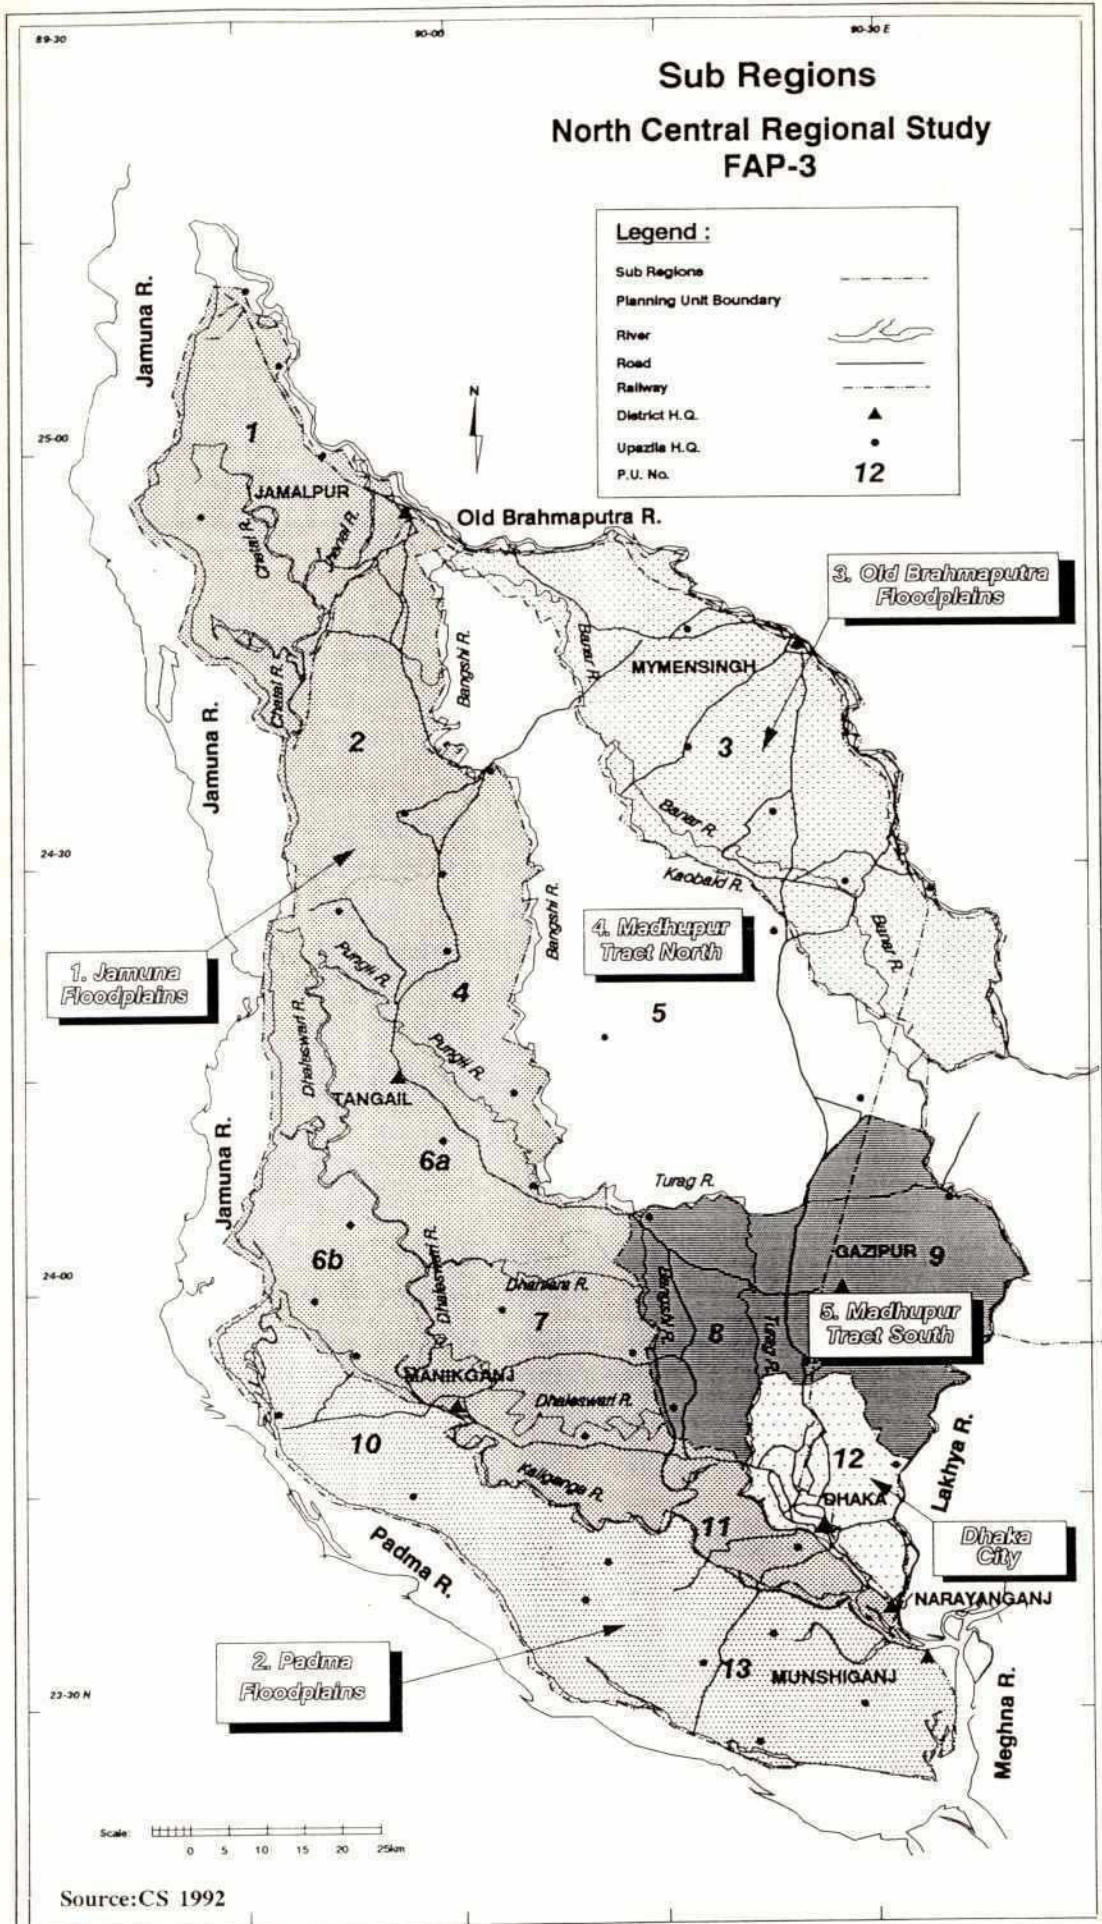 89-30
90-00
90-30 E
Sub Regions
North Central Regional Study
FAP-3
Legend :
Sub Regions
Planning Unit Boundary
River
Road
Railway
District H.Q.
Upazila H.Q.
P.U. No.
12
N
Jamuna R.
25-00
1
JAMALPUR
Chatal R.
Jhenai R.
Old Brahmaputra R.
3. Old Brahmaputra
Floodplains
Banar R.
MYMENSINGH
Bangshi R.
Chatal R.
Jamuna R.
2
3
Banar R.
24-30
Kaobaid R.
Bangshi R.
4. Madhupur
Tract North
Banar R.
1. Jamuna
Floodplains
Pungli R.
4
5
Dhaleswari R.
Pungli R.
TANGAIL
Jamuna R.
6a
Turag R.
24-00
6b
Dhaleswari R.
GAZIPUR
9
Dhantara R.
7
Bangshi R.
8
Turag R.
5. Madhupur
Tract South
MANIKGANJ
Dhaleswari R.
10
12
Lakhya R.
Kaliganga R.
DHAKA
11
Dhaka
City
Padma R.
NARAYANGANJ
2. Padma
Floodplains
13
MUNSHIGANJ
23-30 N
Meghna R.
Scale:
0 5 10 15 20 25km
Source:CS 1992